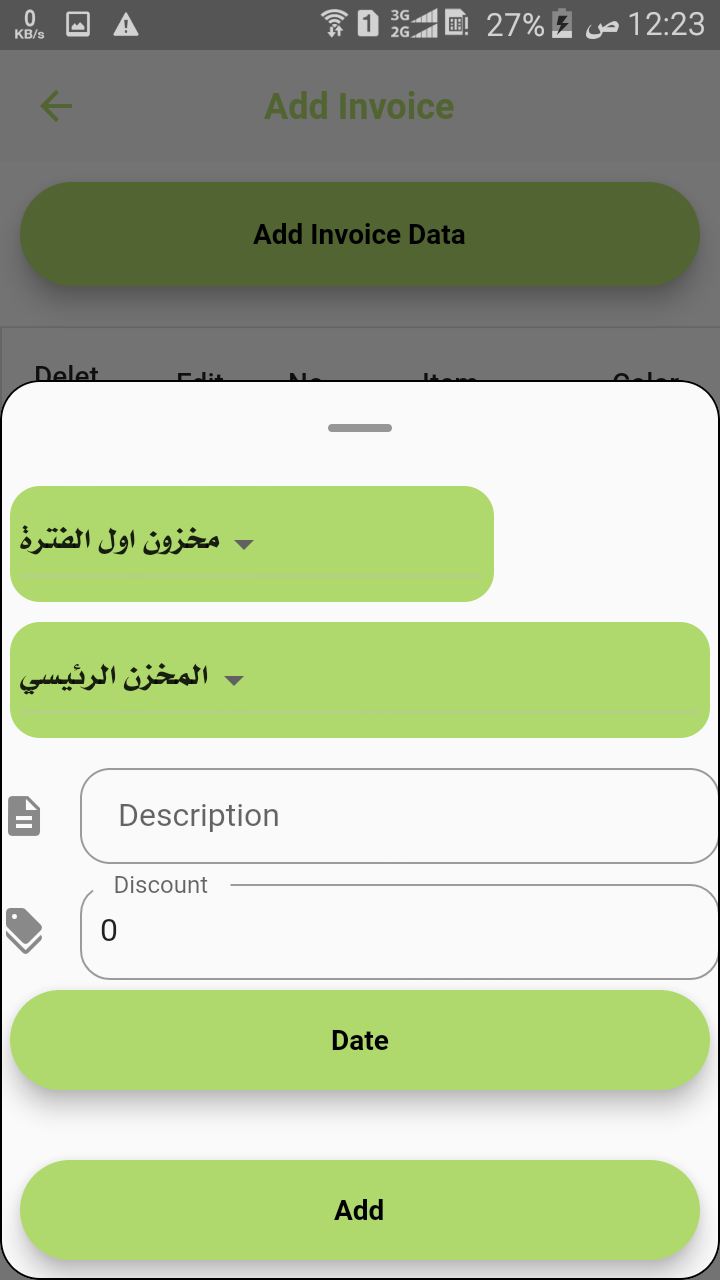 0
KB/s
1
3G
2G
27%
ص 12:23
Add Invoice
Add Invoice Data
Delet Edit No Item Color
مخزون اول الفترة
المخزن الرئيسي
Description
Discount
0
Date
Add